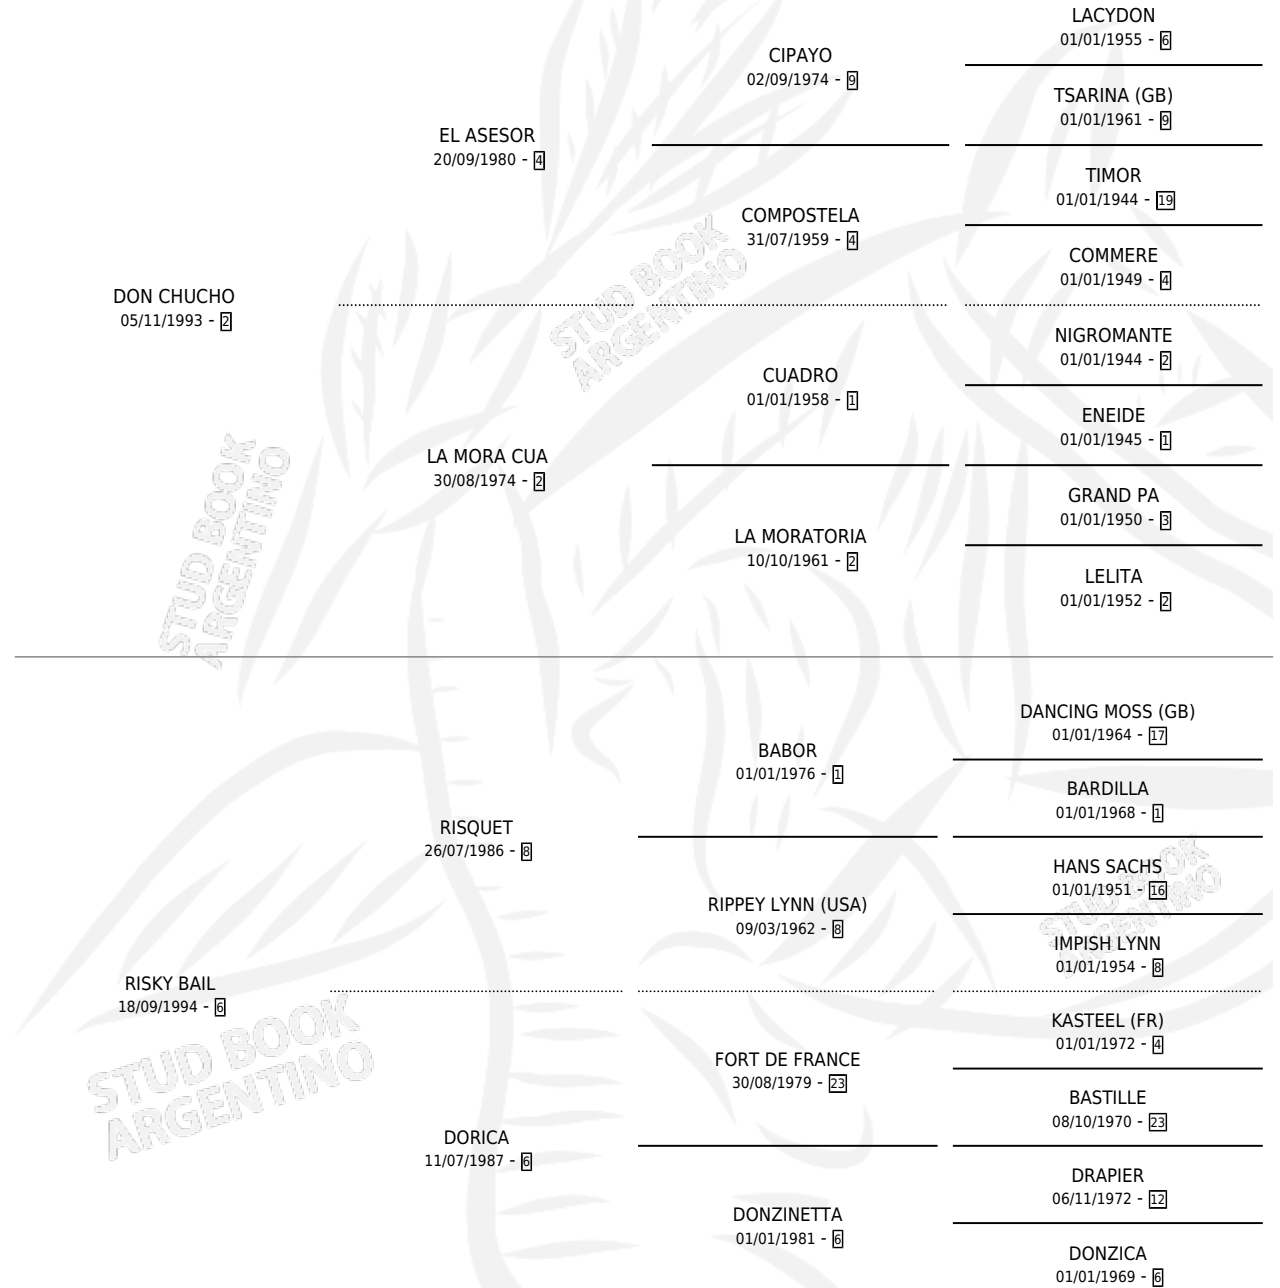 LACYDON
01/01/1955 - 6
CIPAYO
02/09/1974 - 9
TSARINA (GB)
01/01/1961 - 9
EL ASESOR
20/09/1980 - 4
TIMOR
01/01/1944 - 19
COMPOSTELA
31/07/1959 - 4
COMMERE
01/01/1949 - 4
DON CHUCHO
05/11/1993 - 2
NIGROMANTE
01/01/1944 - 2
CUADRO
01/01/1958 - 1
ENEIDE
01/01/1945 - 1
LA MORA CUA
30/08/1974 - 2
GRAND PA
01/01/1950 - 3
LA MORATORIA
10/10/1961 - 2
LELITA
01/01/1952 - 2
DANCING MOSS (GB)
01/01/1964 - 17
BABOR
01/01/1976 - 1
BARDILLA
01/01/1968 - 1
RISQUET
26/07/1986 - 8
HANS SACHS
01/01/1951 - 16
RIPPEY LYNN (USA)
09/03/1962 - 8
IMPISH LYNN
01/01/1954 - 8
RISKY BAIL
18/09/1994 - 6
KASTEEL (FR)
01/01/1972 - 4
FORT DE FRANCE
30/08/1979 - 23
BASTILLE
08/10/1970 - 23
DORICA
11/07/1987 - 6
DRAPIER
06/11/1972 - 12
DONZINETTA
01/01/1981 - 6
DONZICA
01/01/1969 - 6
STUD BOOK
ARGENTINO
STUD BOOK
ARGENTINO
STUD BOOK
ARGENTINO
STUD BOOK
ARGENTINO